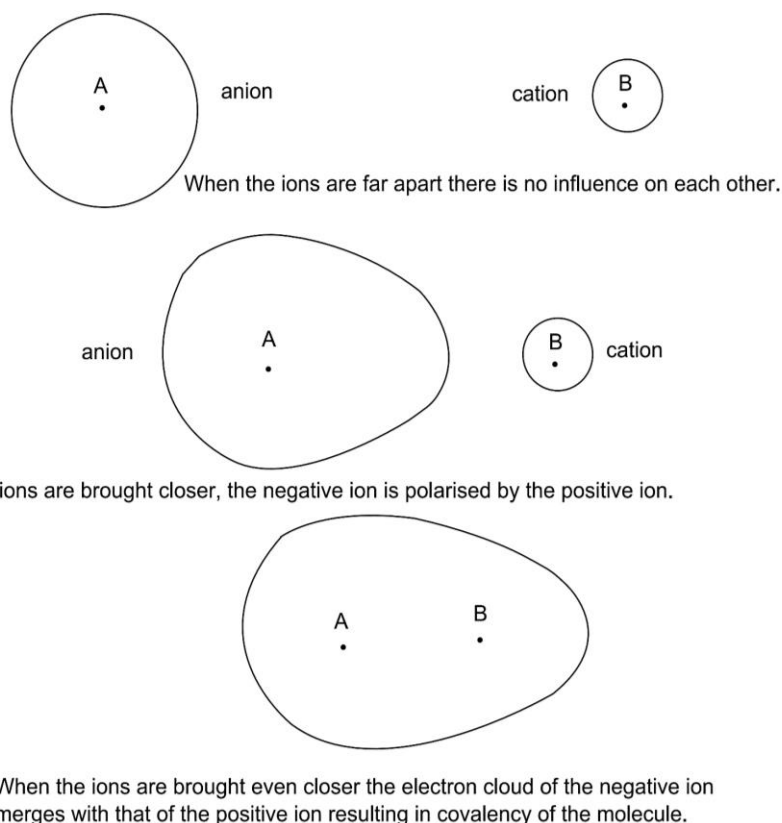 A
anion
cation
B
When the ions are far apart there is no influence on each other.
anion
A
B
cation
ions are brought closer, the negative ion is polarised by the positive ion.
A
B
When the ions are brought even closer the electron cloud of the negative ion
merges with that of the positive ion resulting in covalency of the molecule.